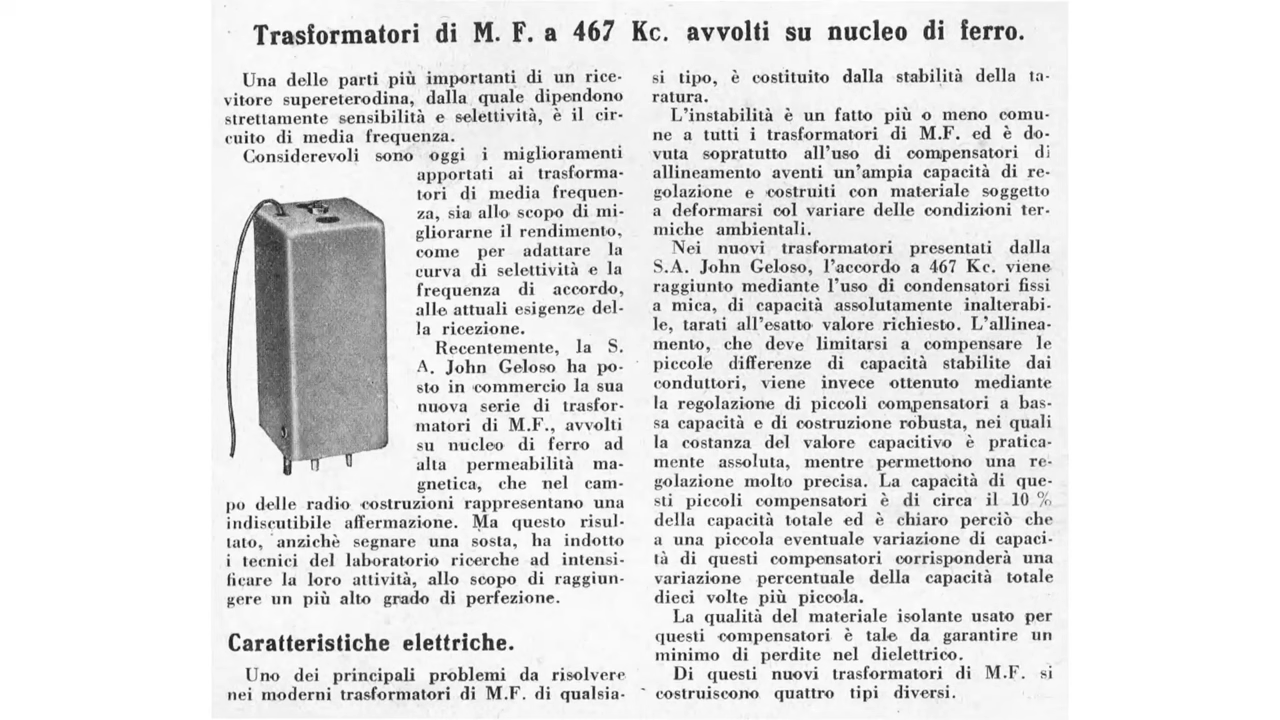 Trasformatori di M. F. a 467 Kc. avvolti su nucleo di ferro.
Una delle parti più importanti di un rice-
vitore supereterodina, dalla quale dipendono
strettamente sensibilità e selettività, è il cir-
cuito di media frequenza.
Considerevoli sono oggi i miglioramenti
apportati ai trasforma-
tori di media frequen-
za, sia allo scopo di mi-
gliorarne il rendimento,
come per adattare la
curva di selettività e la
frequenza di accordo,
alle attuali esigenze del-
la ricezione.
Recentemente, la S.
A. John Geloso ha po-
sto in commercio la sua
nuova serie di trasfor-
matori di M.F., avvolti
su nucleo di ferro ad
alta permeabilità ma-
gnetica, che nel cam-
po delle radio costruzioni rappresentano una
indiscutibile affermazione. Ma questo risul-
tato, anzichè segnare una sosta, ha indotto
i tecnici del laboratorio ricerche ad intensi-
ficare la loro attività, allo scopo di raggiun-
gere un più alto grado di perfezione.
Caratteristiche elettriche.
Uno dei principali problemi da risolvere
nei moderni trasformatori di M.F. di qualsia-
si tipo, è costituito dalla stabilità della ta-
ratura.
L'instabilità è un fatto più o meno comu-
ne a tutti i trasformatori di M.F. ed è do-
vuta sopratutto all'uso di compensatori di
allineamento aventi un'ampia capacità di re-
golazione e costruiti con materiale soggetto
a deformarsi col variare delle condizioni ter-
miche ambientali.
Nei nuovi trasformatori presentati dalla
S.A. John Geloso, l'accordo a 467 Kc. viene
raggiunto mediante l'uso di condensatori fissi
a mica, di capacità assolutamente inalterabi-
le, tarati all'esatto valore richiesto. L'allinea-
mento, che deve limitarsi a compensare le
piccole differenze di capacità stabilite dai
conduttori, viene invece ottenuto mediante
la regolazione di piccoli compensatori a bas-
sa capacità e di costruzione robusta, nei quali
la costanza del valore capacitivo è pratica-
mente assoluta, mentre permettono una re-
golazione molto precisa. La capacità di que-
sti piccoli compensatori è di circa il 10 %
della capacità totale ed è chiaro perciò che
a una piccola eventuale variazione di capaci-
tà di questi compensatori corrisponderà una
variazione percentuale della capacità totale
dieci volte più piccola.
La qualità del materiale isolante usato per
questi compensatori è tale da garantire un
minimo di perdite nel dielettrico.
Di questi nuovi trasformatori di M.F. si
costruiscono quattro tipi diversi.